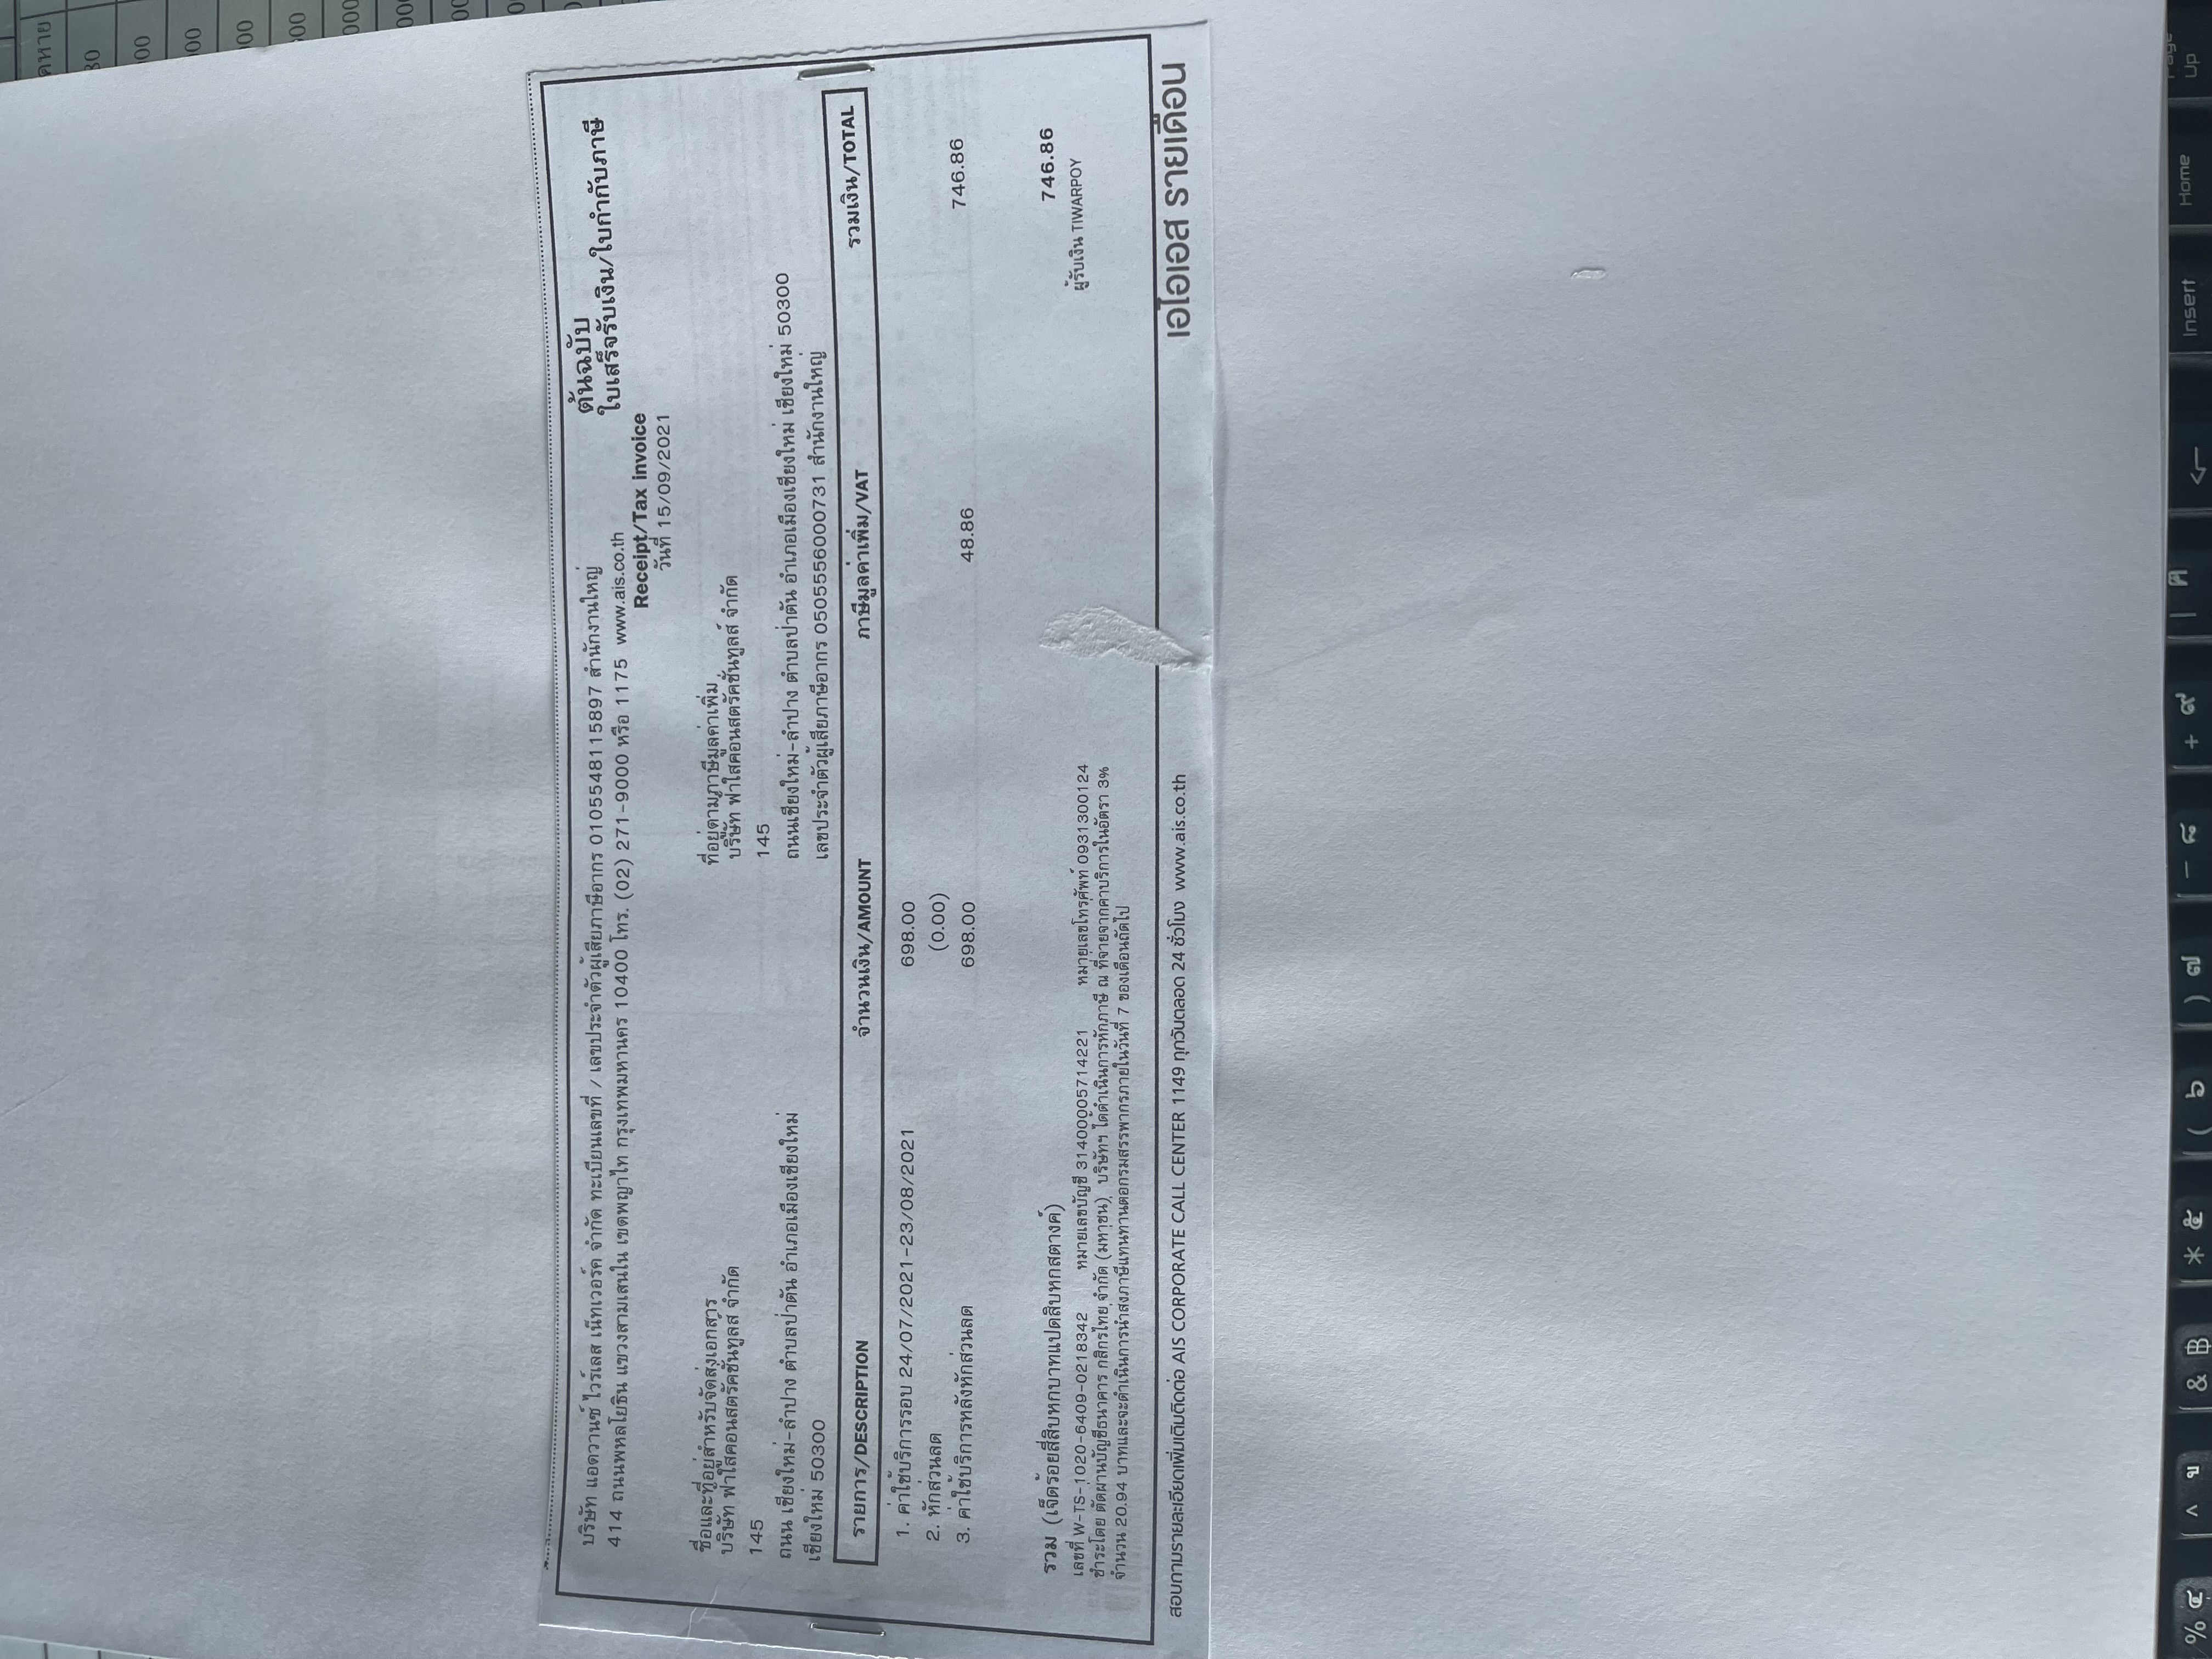 บริษัท แอดวานซ์ ไวร์เลส เน็ทเวอร์ค จำกัด ทะเบียนเลขที่ / เลขประจำตัวผู้เสียภาษีอากร 0105548115897 สำนักงานใหญ่
414 ถนนพหลโยธิน แขวงสามเสนใน เขตพญาไท กรุงเทพมหานคร 10400 โทร. (02) 271-9000 หรือ 1175 www.ais.co.th
ต้นฉบับ
ใบเสร็จรับเงิน/ใบกำกับภาษี
Receipt/Tax invoice
วันที่ 15/09/2021
ชื่อและที่อยู่สำหรับจัดส่งเอกสาร
บริษัท ฟ้าใสคอนสตรัคชั่นทูลส์ จำกัด
145
ถนน เชียงใหม่-ลำปาง ตำบลป่าตัน อำเภอเมืองเชียงใหม่
เชียงใหม่ 50300
ที่อยู่ตามภาษีมูลค่าเพิ่ม
บริษัท ฟ้าใสคอนสตรัคชั่นทูลส์ จำกัด
145
ถนนเชียงใหม่-ลำปาง ตำบลป่าตัน อำเภอเมืองเชียงใหม่ เชียงใหม่ 50300
เลขประจำตัวผู้เสียภาษีอากร 0505556000731 สำนักงานใหญ่
รายการ/DESCRIPTION จำนวนเงิน/AMOUNT ภาษีมูลค่าเพิ่ม/VAT รวมเงิน/TOTAL
1. ค่าใช้บริการรอบ 24/07/2021-23/08/2021 698.00
2. หักส่วนลด (0.00)
3. ค่าใช้บริการหลังหักส่วนลด 698.00 48.86 746.86
รวม (เจ็ดร้อยสี่สิบหกบาทแปดสิบหกสตางค์) 746.86
เลขที่ W-TS-1020-6409-0218342 หมายเลขบัญชี 31400005714221 หมายเลขโทรศัพท์ 0931300124 ผู้รับเงิน TIWARPOY
ชำระโดย ตัดผ่านบัญชีธนาคาร กสิกรไทย จำกัด (มหาชน) บริษัทฯ ได้ดำเนินการหักภาษี ณ ที่จ่ายจากค่าบริการในอัตรา 3%
จำนวน 20.94 บาทและจะดำเนินการนำส่งภาษีแทนท่านต่อกรมสรรพากรภายในวันที่ 7 ของเดือนถัดไป
สอบถามรายละเอียดเพิ่มเติมติดต่อ AIS CORPORATE CALL CENTER 1149 ทุกวันตลอด 24 ชั่วโมง www.ais.co.th
เอไอเอส รายเดือน
% ๔ ^ ข & ฿ * ๕ ( ๖ ) ๗ - ๘ + ๙ | ฅ ← Insert Home Page Up